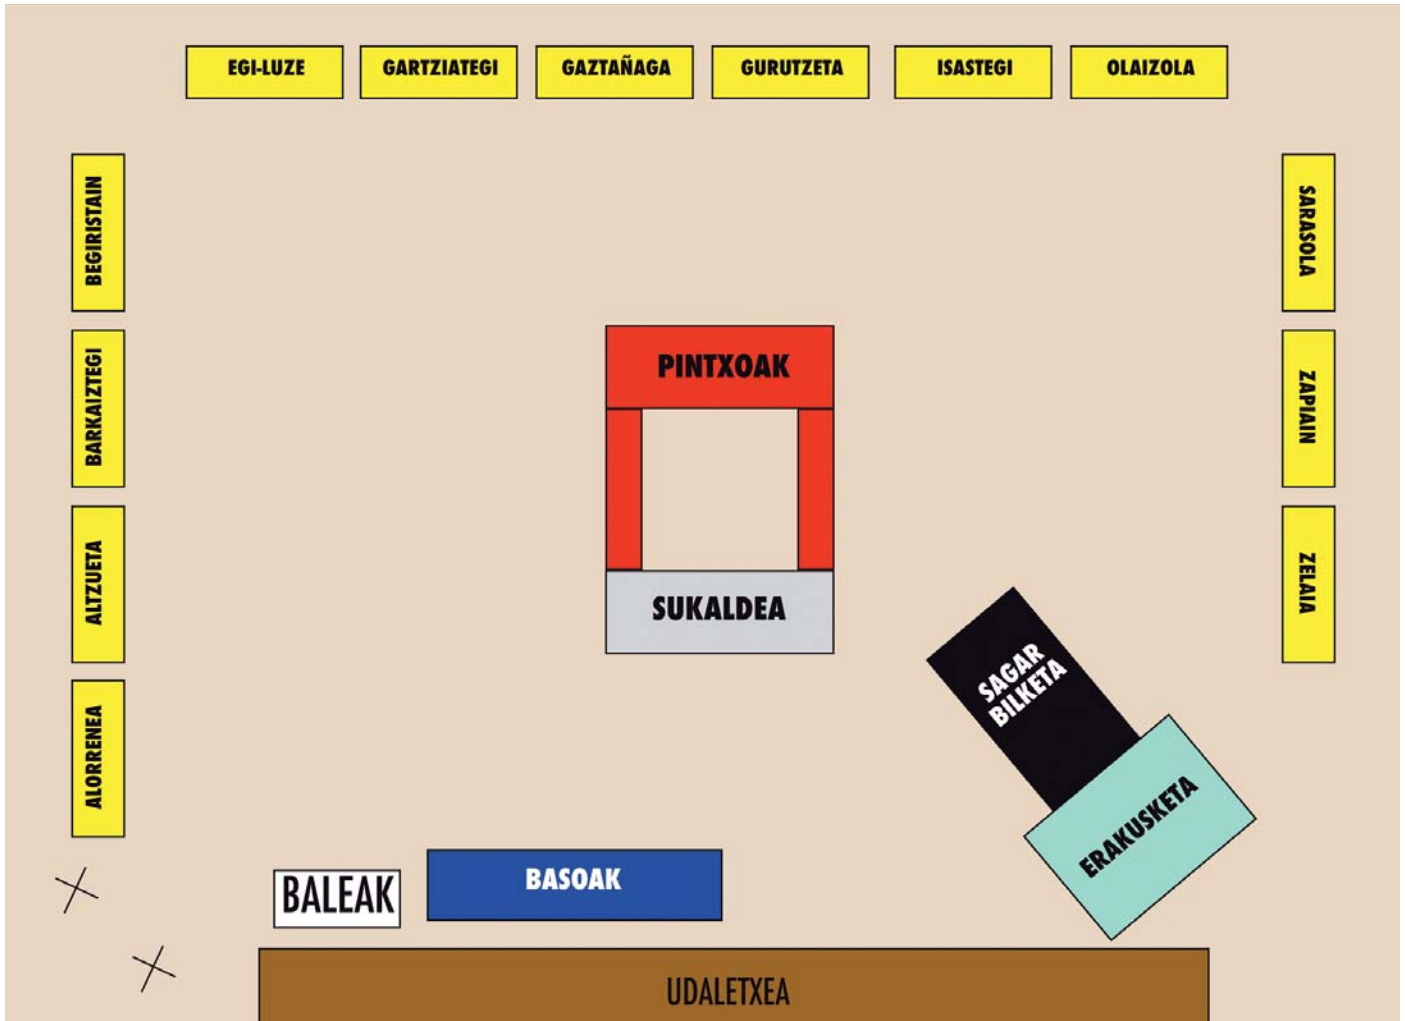 EGI-LUZE
GARTZIATEGI
GAZTAÑAGA
GURUTZETA
ISASTEGI
OLAIZOLA
BEGIRISTAIN
SARASOLA
BARKAIZTEGI
PINTXOAK
ZAPIAIN
ALTZUETA
SUKALDEA
ZELAIA
SAGAR
BILKETA
ALORRENEA
ERAKUSKETA
BALEAK
BASOAK
UDALETXEA